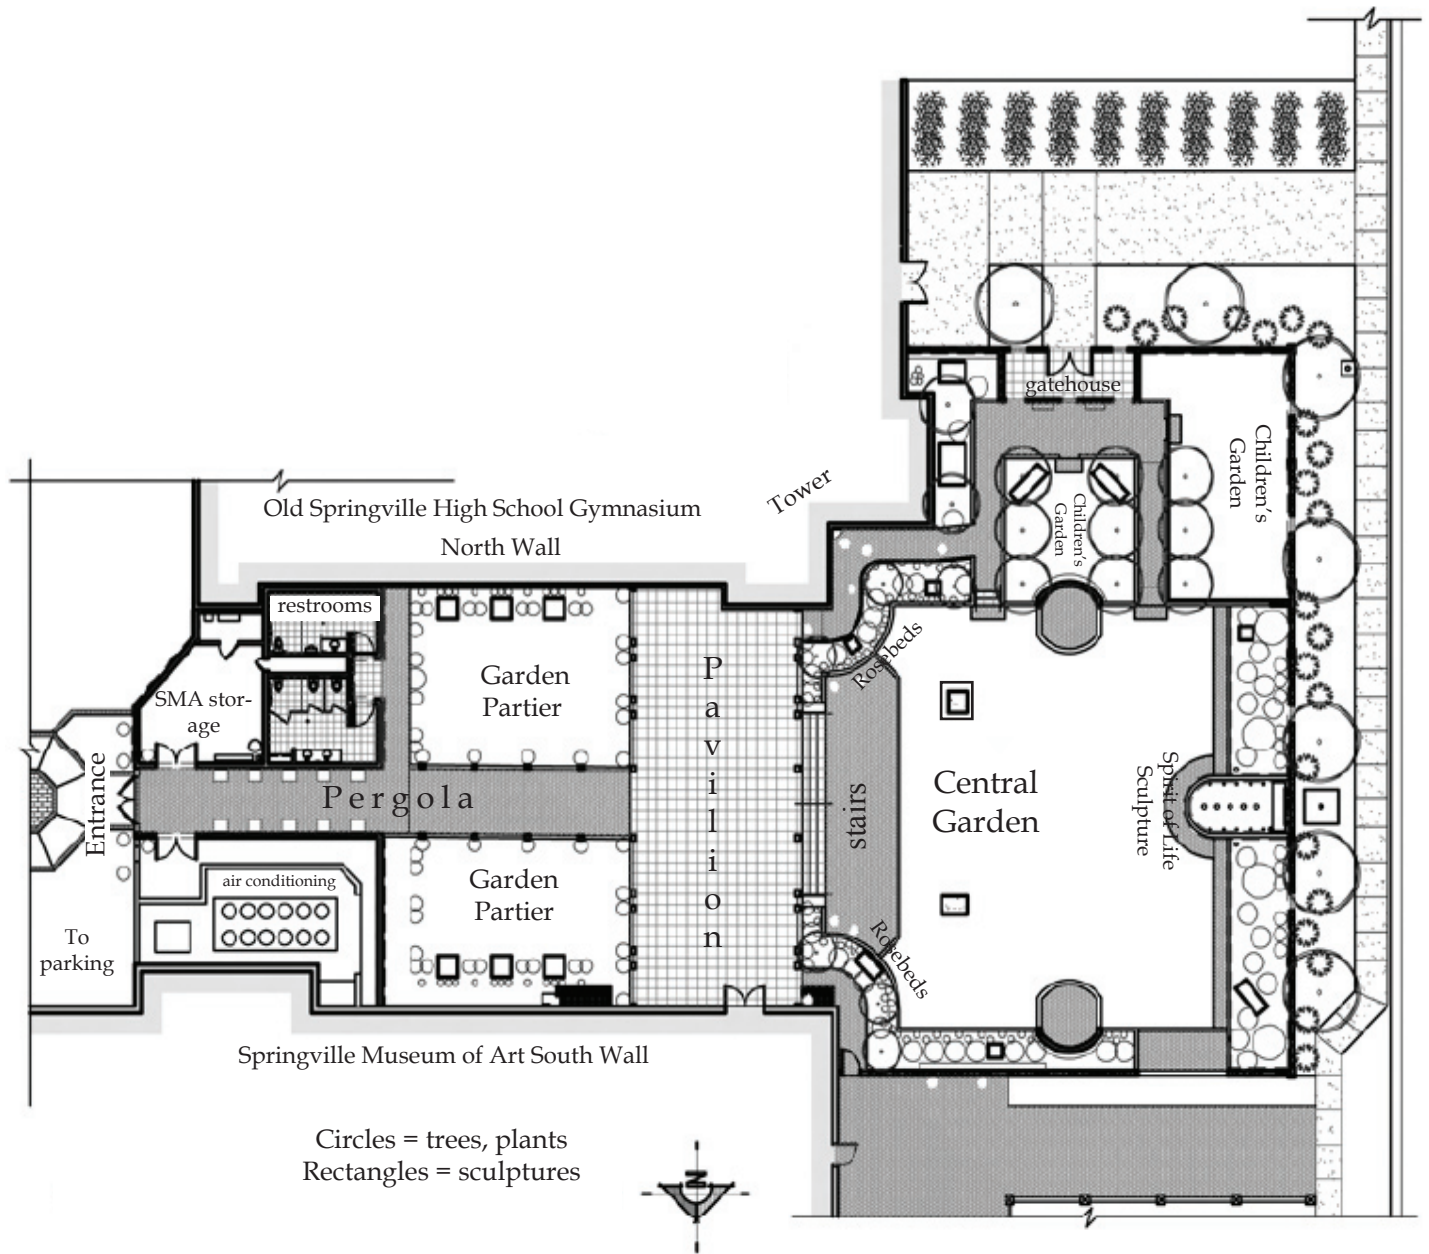 gatehouse
Children's
Garden
Children's
Garden
Tower
Old Springville High School Gymnasium
North Wall
restrooms
Rosebeds
Garden
Partier
Pavilion
SMA stor-
age
Entrance
Pergola
stairs
Central
Garden
Spirit of Life
Sculpture
air conditioning
Garden
Partier
Rosebeds
To
parking
Springville Museum of Art South Wall
Circles = trees, plants
Rectangles = sculptures
N